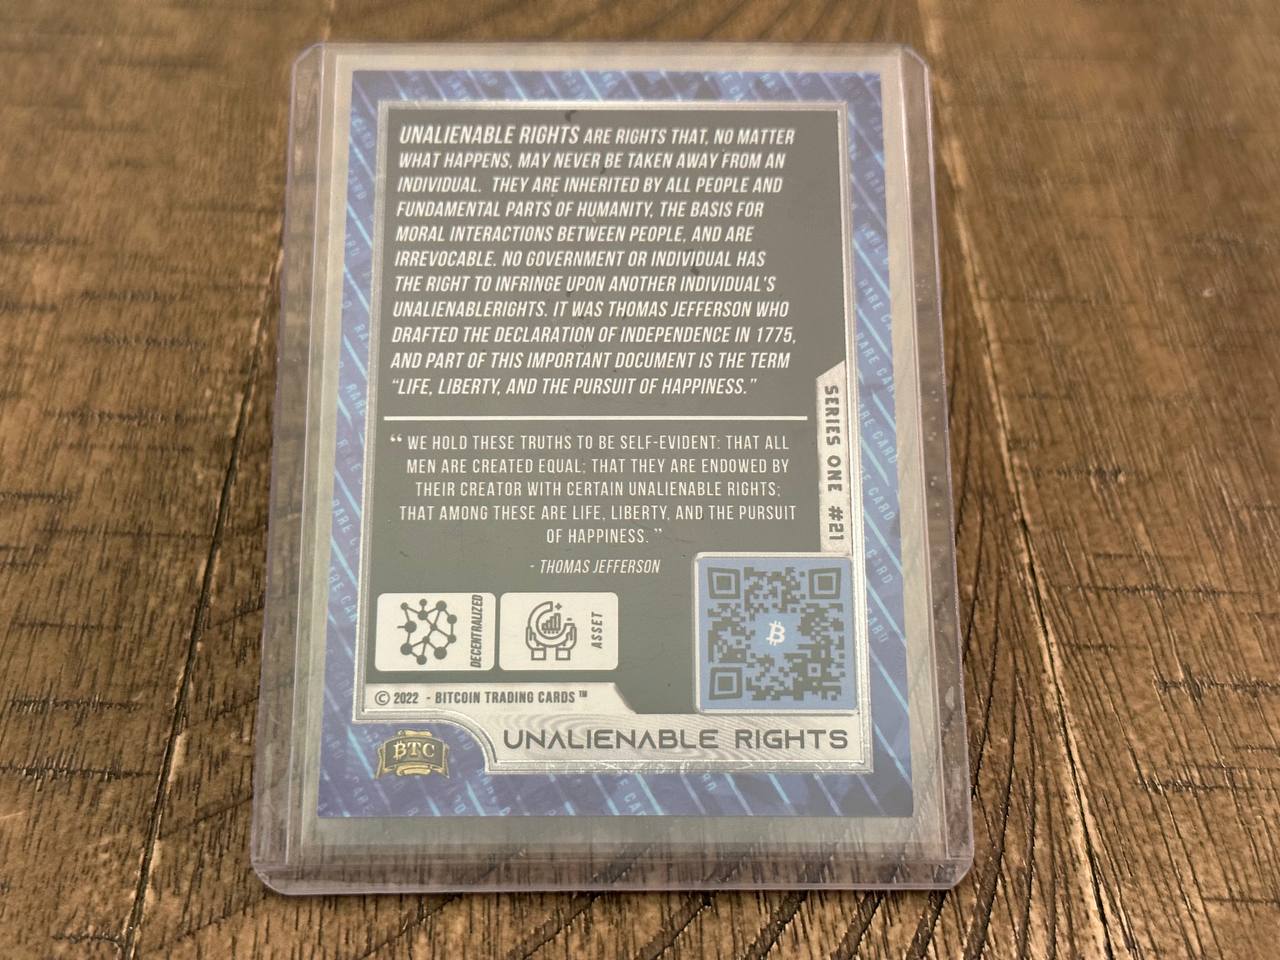 UNALIENABLE RIGHTS ARE RIGHTS THAT, NO MATTER
WHAT HAPPENS, MAY NEVER BE TAKEN AWAY FROM AN
INDIVIDUAL. THEY ARE INHERITED BY ALL PEOPLE AND
FUNDAMENTAL PARTS OF HUMANITY, THE BASIS FOR
MORAL INTERACTIONS BETWEEN PEOPLE, AND ARE
IRREVOCABLE. NO GOVERNMENT OR INDIVIDUAL HAS
THE RIGHT TO INFRINGE UPON ANOTHER INDIVIDUAL'S
UNALIENABLERIGHTS. IT WAS THOMAS JEFFERSON WHO
DRAFTED THE DECLARATION OF INDEPENDENCE IN 1775,
AND PART OF THIS IMPORTANT DOCUMENT IS THE TERM
“LIFE, LIBERTY, AND THE PURSUIT OF HAPPINESS.”
SERIES ONE #21
“ WE HOLD THESE TRUTHS TO BE SELF-EVIDENT: THAT ALL
MEN ARE CREATED EQUAL; THAT THEY ARE ENDOWED BY
THEIR CREATOR WITH CERTAIN UNALIENABLE RIGHTS;
THAT AMONG THESE ARE LIFE, LIBERTY, AND THE PURSUIT
OF HAPPINESS. ”
- THOMAS JEFFERSON
DECENTRALIZED
ASSET
© 2022 - BITCOIN TRADING CARDS™
BTC
UNALIENABLE RIGHTS